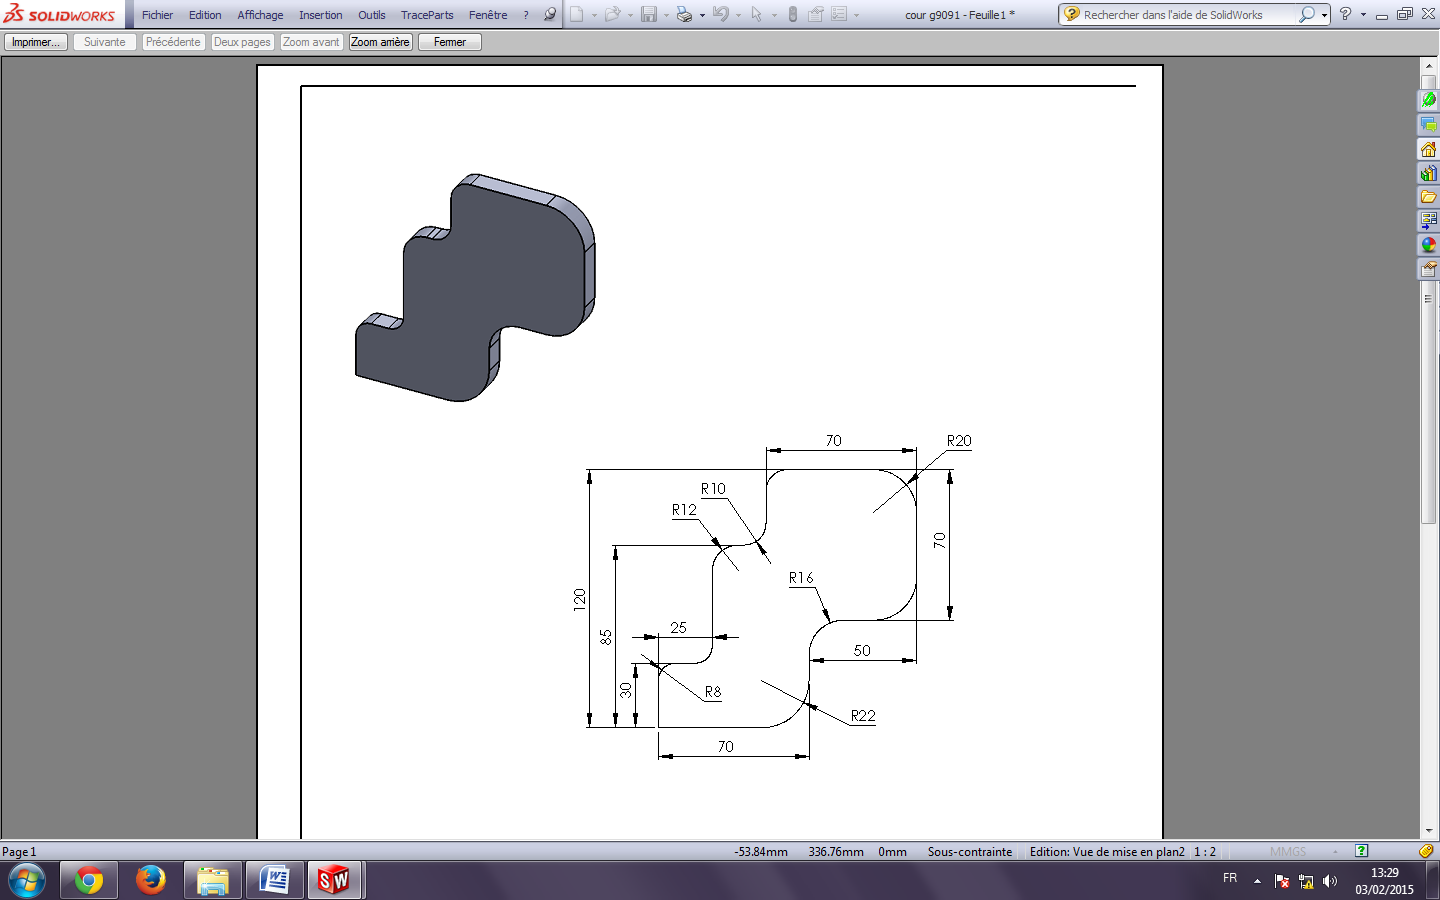 SOLIDWORKS Fichier Edition Affichage Insertion Outils TraceParts Fenêtre ? cour g9091 - Feuille1 * Rechercher dans l'aide de SolidWorks ?
Imprimer... Suivante Précédente Deux pages Zoom avant Zoom arrière Fermer
70
R20
R10
R12
70
R16
120
85
25
50
30
R8
R22
70
Page 1 -53.84mm 336.76mm 0mm Sous-contrainte Edition: Vue de mise en plan2 1 : 2 MMGS ?
FR 13:29
03/02/2015